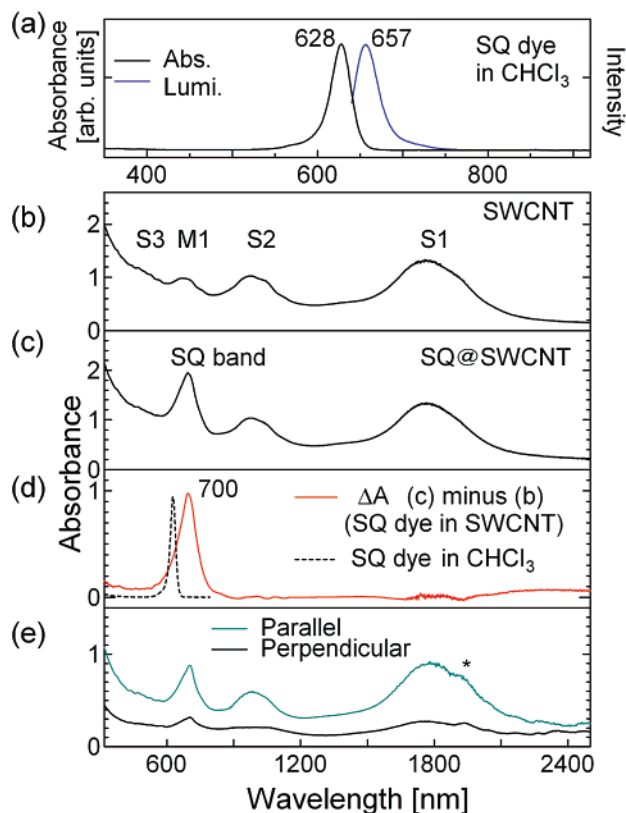 (a)
628 657
Abs.
Lumi.
SQ dye
in CHCl3
Absorbance
[arb. units]
Intensity
400 600 800
(b)
SWCNT
S3 M1 S2 S1
2
1
0
(c)
SQ band
SQ@SWCNT
2
1
0
Absorbance
(d)
700
ΔA (c) minus (b)
(SQ dye in SWCNT)
SQ dye in CHCl3
1
0
(e)
Parallel
Perpendicular
*
1
0
600 1200 1800 2400
Wavelength [nm]